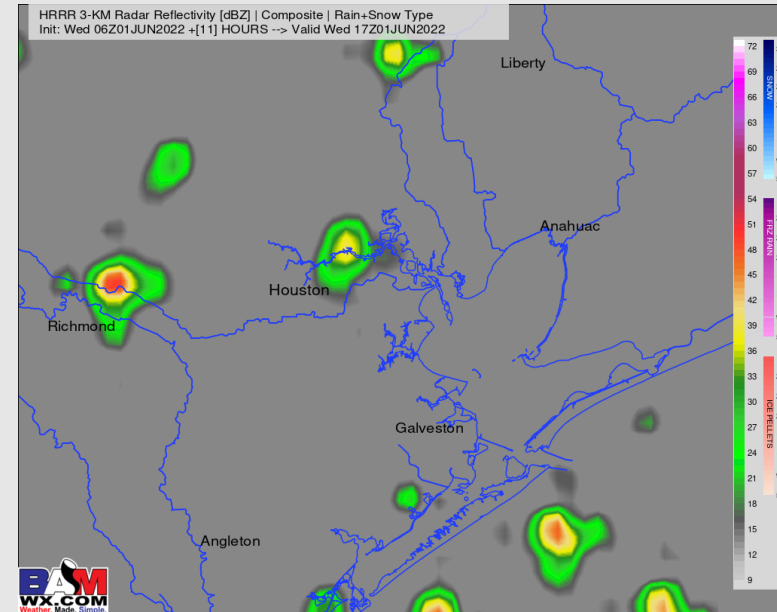 HRRR 3-KM Radar Reflectivity [dBZ] | Composite | Rain+Snow Type
Init: Wed 06Z01JUN2022 +[11] HOURS --> Valid Wed 17Z01JUN2022
Liberty
Anahuac
Houston
Richmond
Galveston
Angleton
72
69
66
63
60
57
54
51
48
45
42
39
36
33
30
27
24
21
18
15
12
9
SNOW
FRZ RAIN
ICE PELLETS
BAM
WX.COM
Weather. Made. Simple.